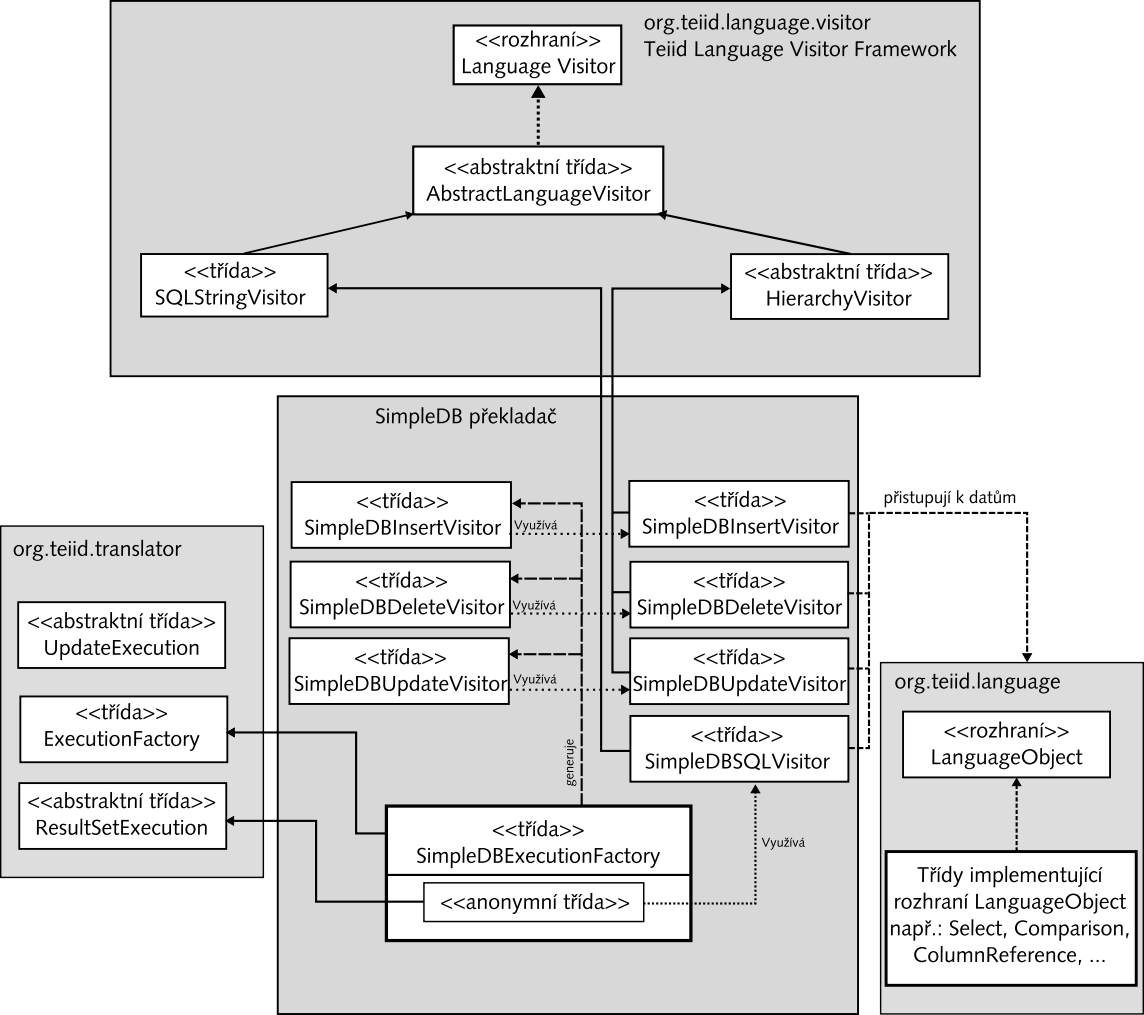 org.teiid.language.visitor
Teiid Language Visitor Framework
<<rozhraní>>
Language Visitor
<<abstraktní třída>>
AbstractLanguageVisitor
<<třída>>
SQLStringVisitor
<<abstraktní třída>>
HierarchyVisitor
SimpleDB překladač
<<třída>>
SimpleDBInsertVisitor
Využívá
<<třída>>
SimpleDBInsertVisitor
<<třída>>
SimpleDBDeleteVisitor
Využívá
<<třída>>
SimpleDBDeleteVisitor
<<třída>>
SimpleDBUpdateVisitor
Využívá
<<třída>>
SimpleDBUpdateVisitor
<<třída>>
SimpleDBSQLVisitor
generuje
<<třída>>
SimpleDBExecutionFactory
<<anonymní třída>>
Využívá
přistupují k datům
org.teiid.translator
<<abstraktní třída>>
UpdateExecution
<<třída>>
ExecutionFactory
<<abstraktní třída>>
ResultSetExecution
org.teiid.language
<<rozhraní>>
LanguageObject
Třídy implementující
rozhraní LanguageObject
např.: Select, Comparison,
ColumnReference, ...